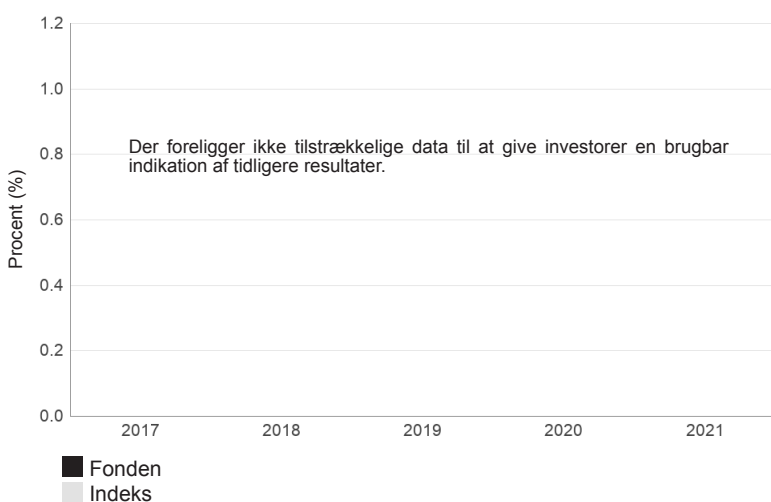 1.2
1.0
Der foreligger ikke tilstrækkelige data til at give investorer en brugbar
indikation af tidligere resultater.
0.8
Procent (%)
0.6
0.4
0.2
0.0
2017 2018 2019 2020 2021
Fonden
Indeks